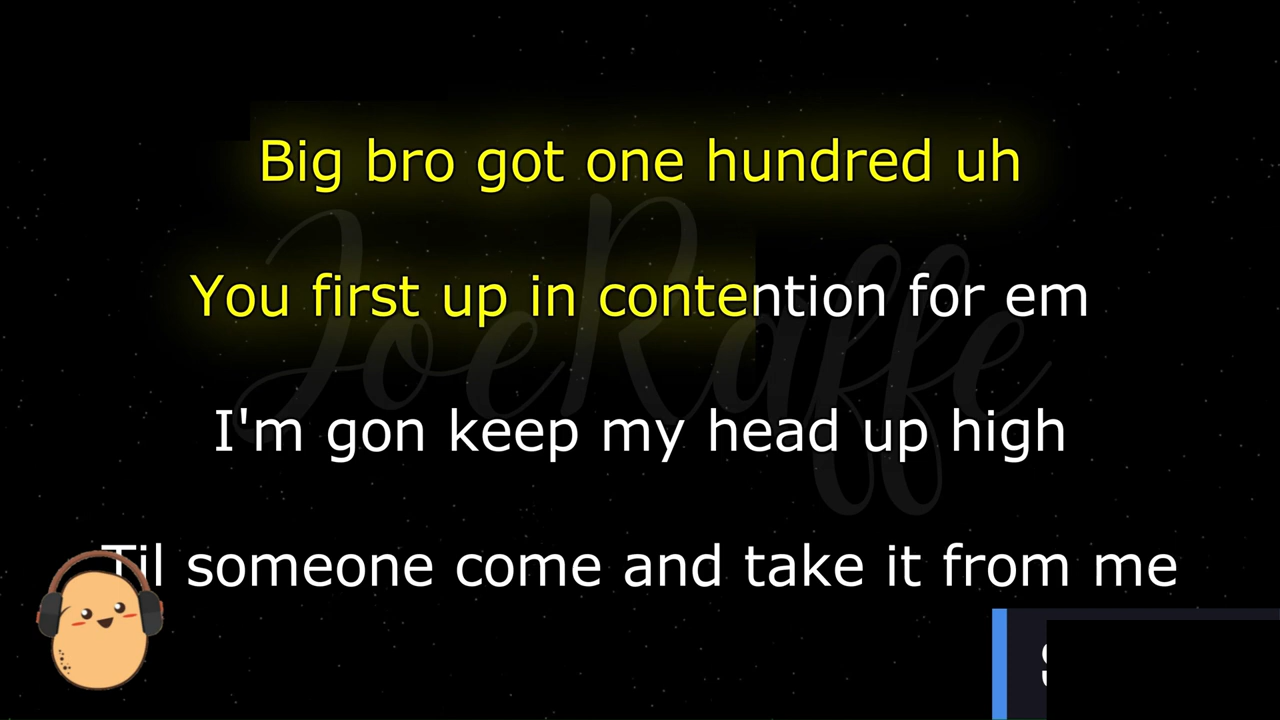 Big bro got one hundred uh
You first up in contention for em
JoeRaffe
I'm gon keep my head up high
Til someone come and take it from me